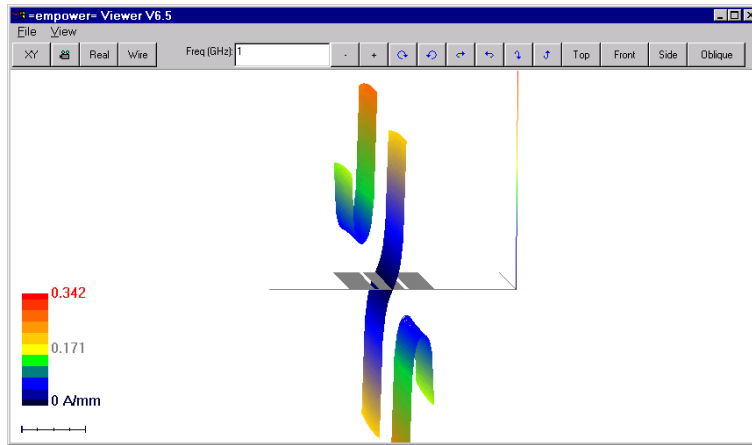 =empower= Viewer V6.5
File View
XY Real Wire Freq (GHz): 1 - + Top Front Side Oblique
0.342
0.171
0 A/mm